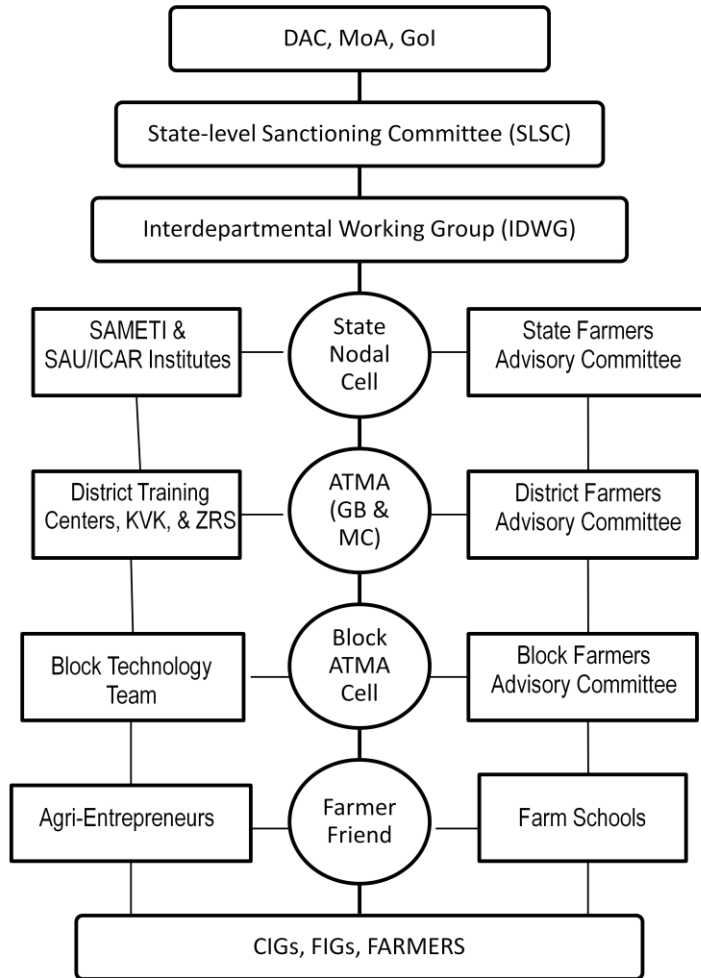 DAC, MoA, GoI
State-level Sanctioning Committee (SLSC)
Interdepartmental Working Group (IDWG)
SAMETI &
SAU/ICAR Institutes
State
Nodal
Cell
State Farmers
Advisory Committee
District Training
Centers, KVK, & ZRS
ATMA
(GB &
MC)
District Farmers
Advisory Committee
Block Technology
Team
Block
ATMA
Cell
Block Farmers
Advisory Committee
Agri-Entrepreneurs
Farmer
Friend
Farm Schools
CIGs, FIGs, FARMERS